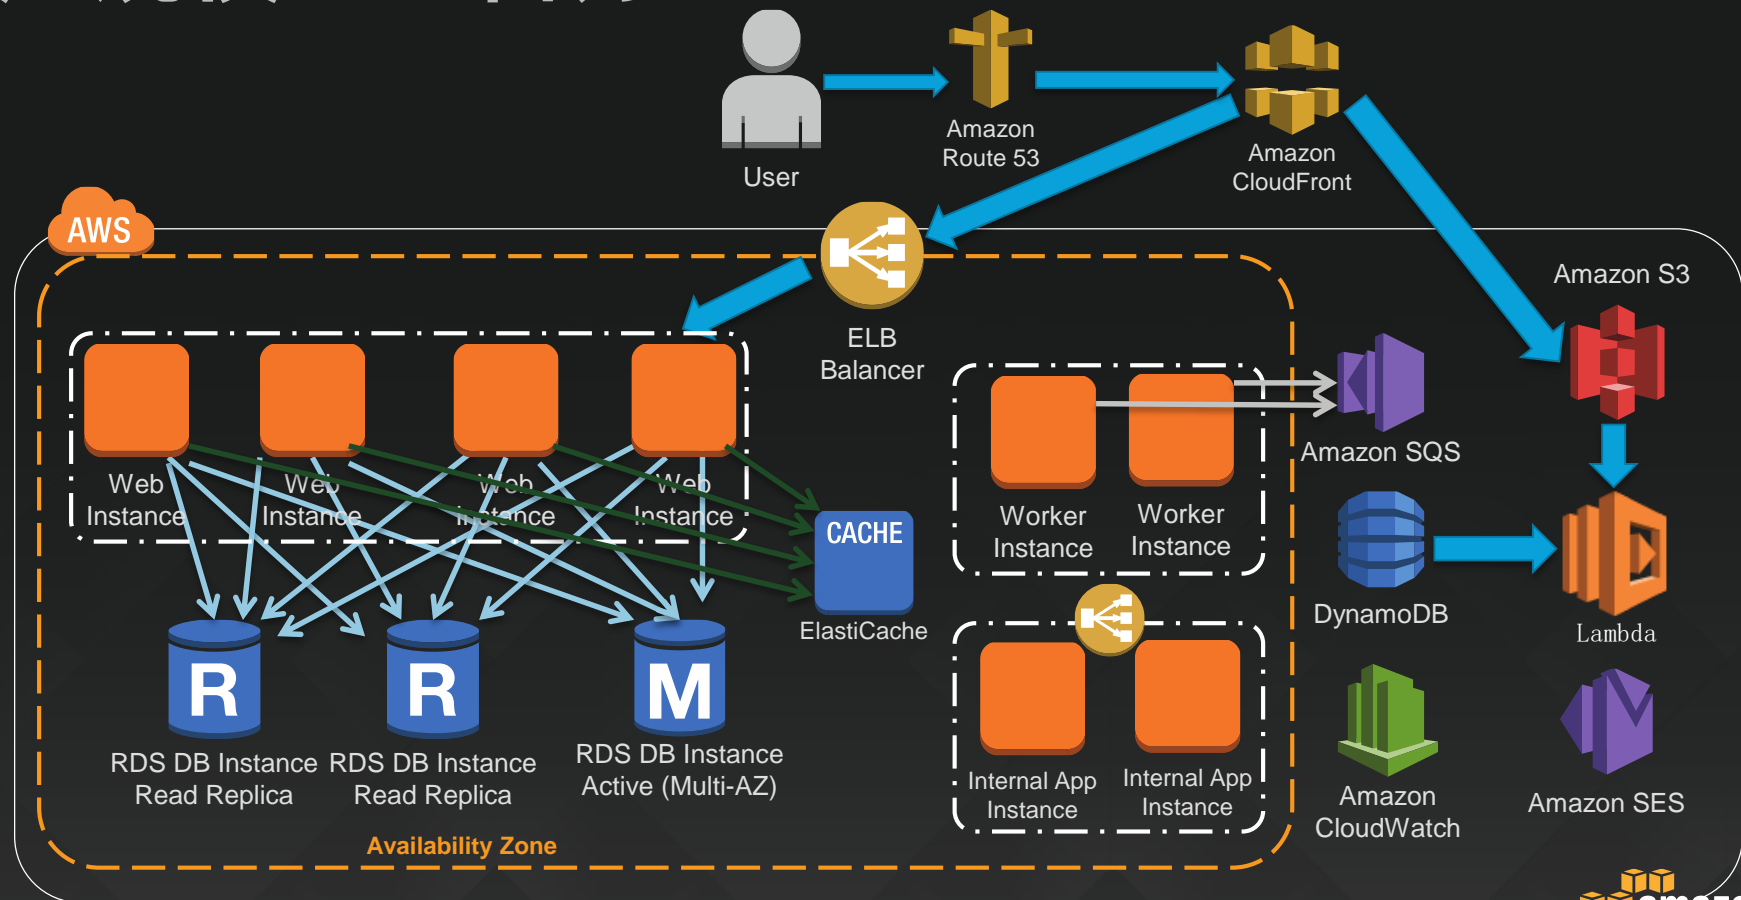 User
Amazon
Route 53
Amazon
CloudFront
AWS
ELB
Balancer
Amazon S3
Web
Instance
Web
Instance
Web
Instance
Web
Instance
CACHE
ElastiCache
Worker
Instance
Worker
Instance
Amazon SQS
DynamoDB
Lambda
R
R
M
RDS DB Instance
Read Replica
RDS DB Instance
Read Replica
RDS DB Instance
Active (Multi-AZ)
Internal App
Instance
Internal App
Instance
Amazon
CloudWatch
Amazon SES
Availability Zone